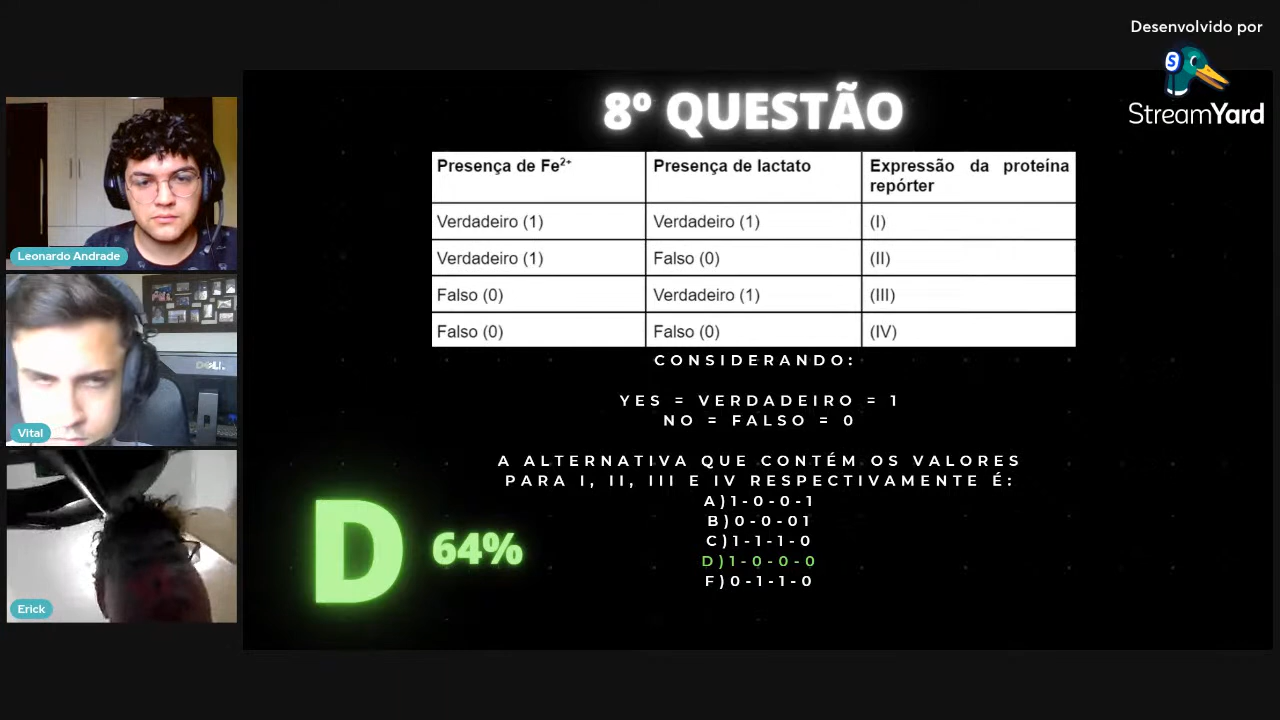 Desenvolvido por
StreamYard
8º QUESTÃO
Presença de Fe²⁺ Presença de lactato Expressão da proteína repórter
Verdadeiro (1) Verdadeiro (1) (I)
Verdadeiro (1) Falso (0) (II)
Falso (0) Verdadeiro (1) (III)
Falso (0) Falso (0) (IV)
CONSIDERANDO:
YES = VERDADEIRO = 1
NO = FALSO = 0
A ALTERNATIVA QUE CONTÉM OS VALORES
PARA I, II, III E IV RESPECTIVAMENTE É:
A)1-0-0-1
B)0-0-01
C)1-1-1-0
D)1-0-0-0
F)0-1-1-0
D 64%
Leonardo Andrade
DELL
Vital
Erick